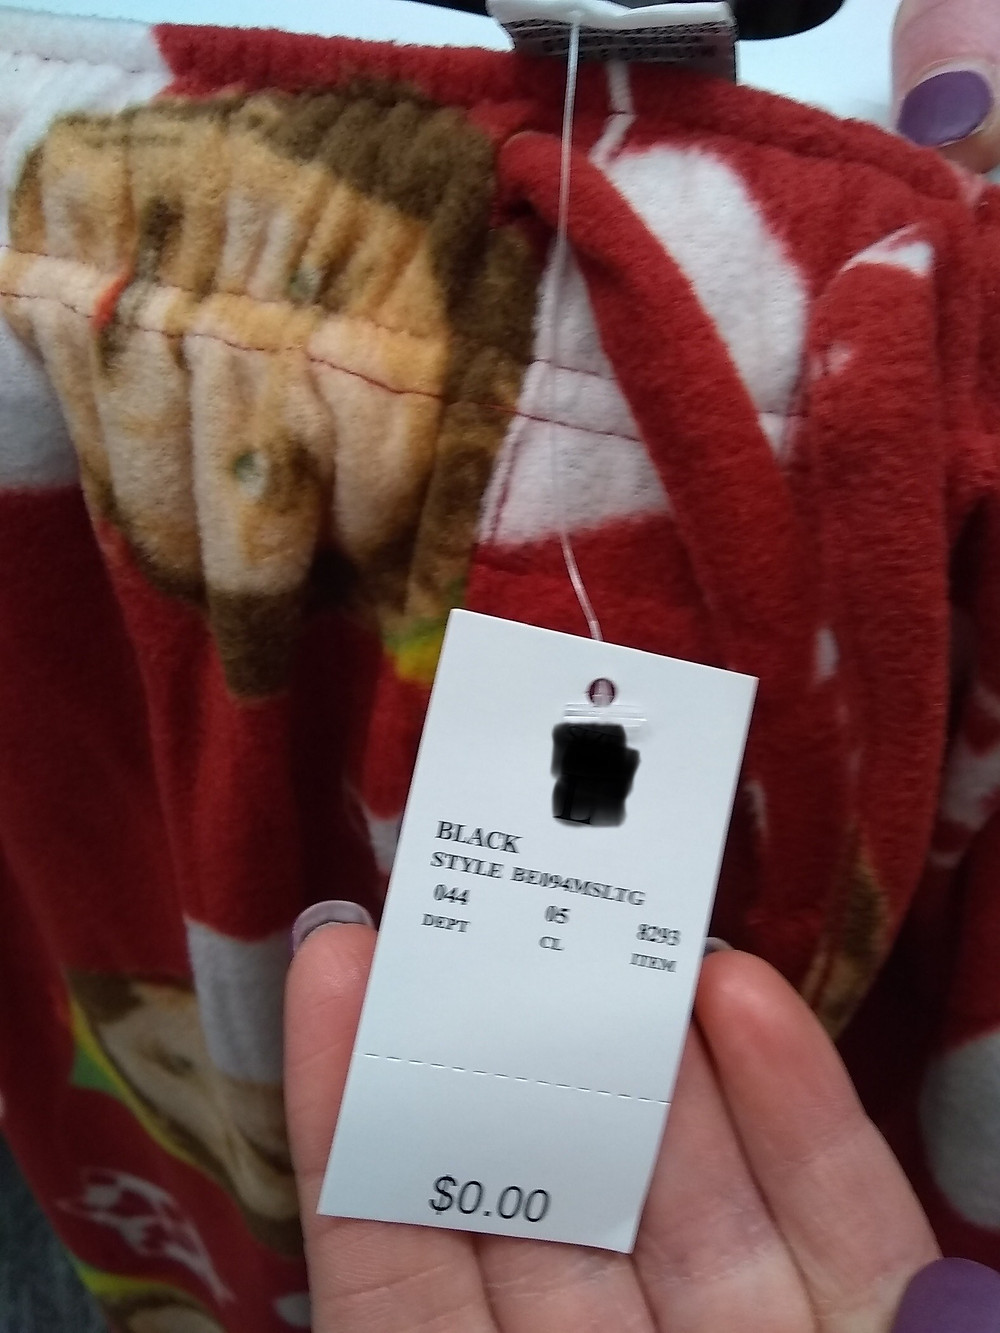 BLACK
STYLE BE094MSLTG
044 05 8293
DEPT CL ITEM
$0.00